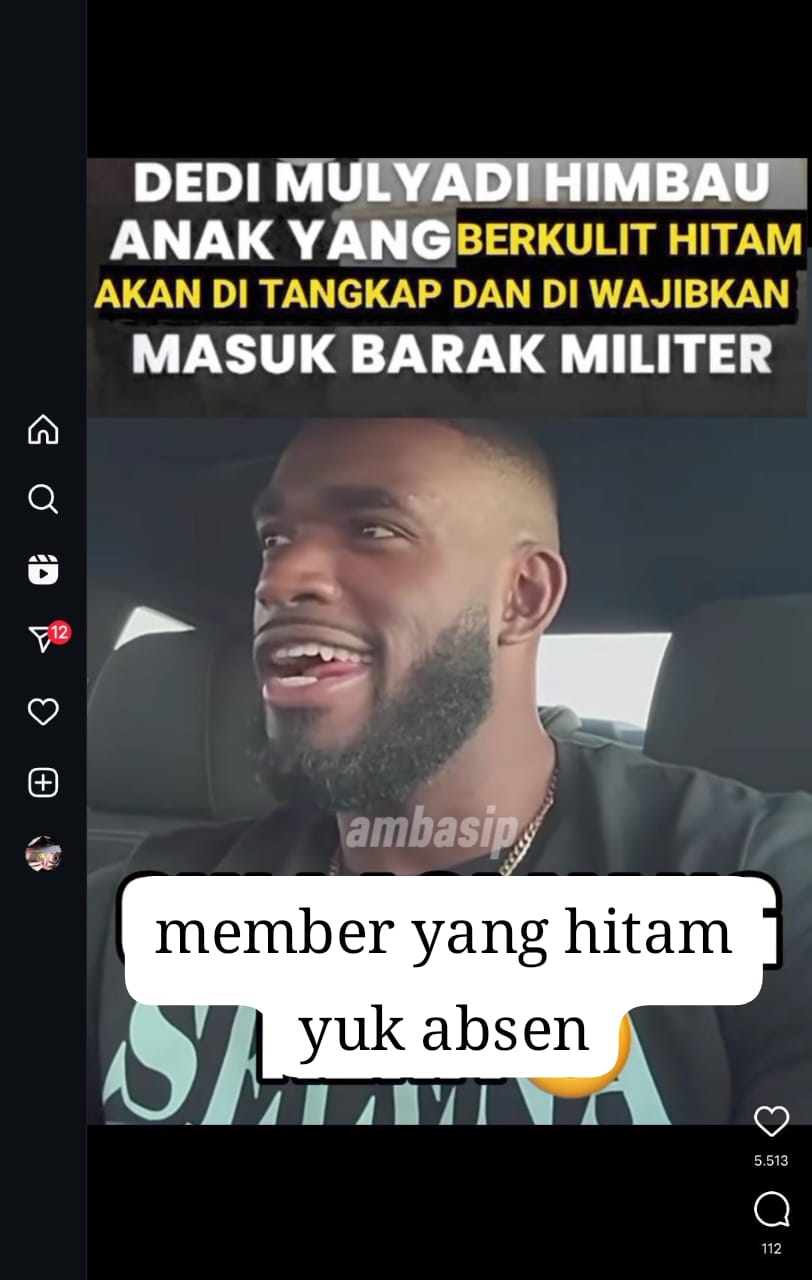 DEDI MULYADI HIMBAU
ANAK YANG BERKULIT HITAM
AKAN DI TANGKAP DAN DI WAJIBKAN
MASUK BARAK MILITER
12
ambasip
member yang hitam
yuk absen
5.513
112